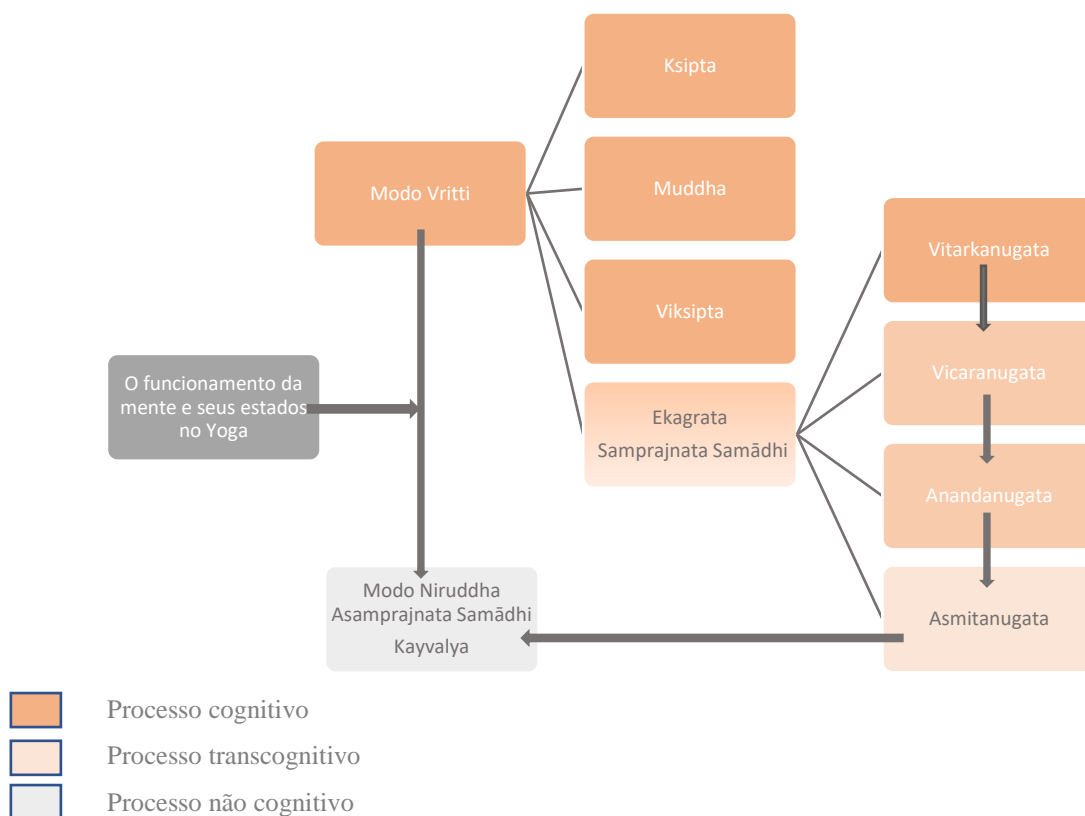 Ksipta
Modo Vritti
Muddha
Viksipta
Vitarkanugata
O funcionamento da
mente e seus estados
no Yoga
Vicaranugata
Ekagrata
Samprajnata Samādhi
Anandanugata
Modo Niruddha
Asamprajnata Samādhi
Kayvalya
Asmitanugata
Processo cognitivo
Processo transcognitivo
Processo não cognitivo